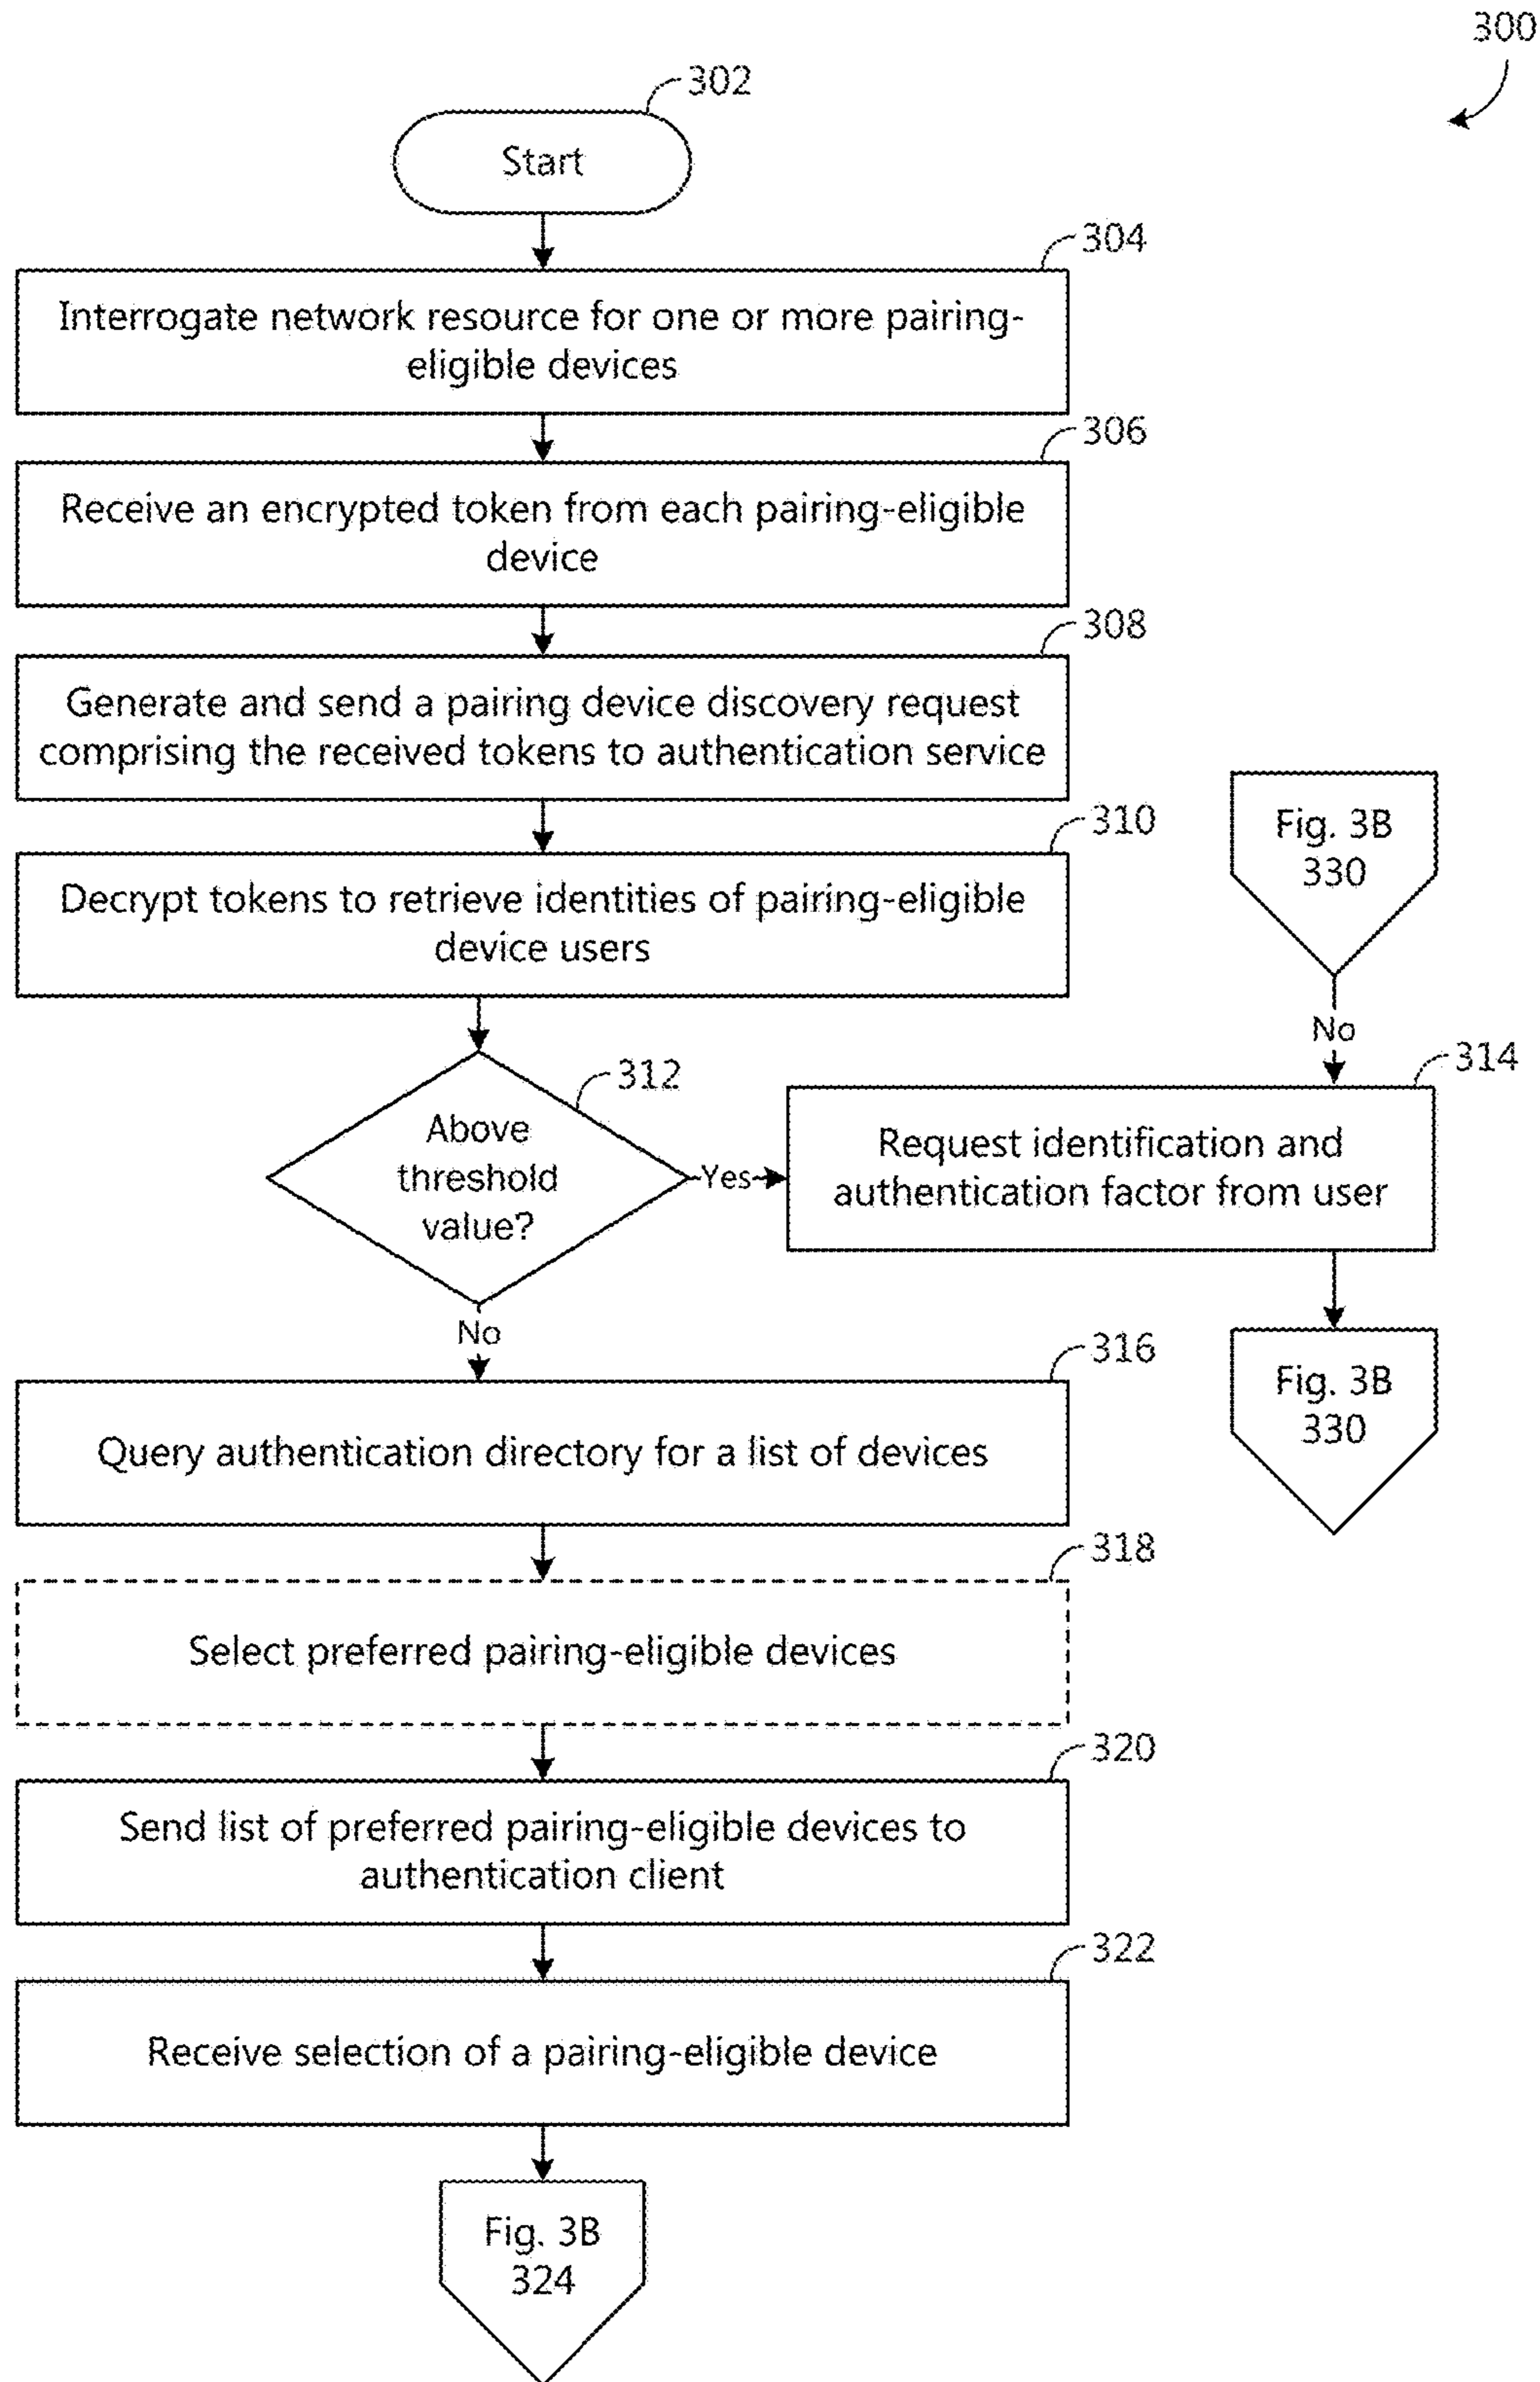 300
302
Start
304
Interrogate network resource for one or more pairing-
eligible devices
306
Receive an encrypted token from each pairing-eligible
device
308
Generate and send a pairing device discovery request
comprising the received tokens to authentication service
310
Decrypt tokens to retrieve identities of pairing-eligible
device users
Fig. 3B
330
No
312
Above
threshold
value?
Yes
314
Request identification and
authentication factor from user
No
Fig. 3B
330
316
Query authentication directory for a list of devices
318
Select preferred pairing-eligible devices
320
Send list of preferred pairing-eligible devices to
authentication client
322
Receive selection of a pairing-eligible device
Fig. 3B
324